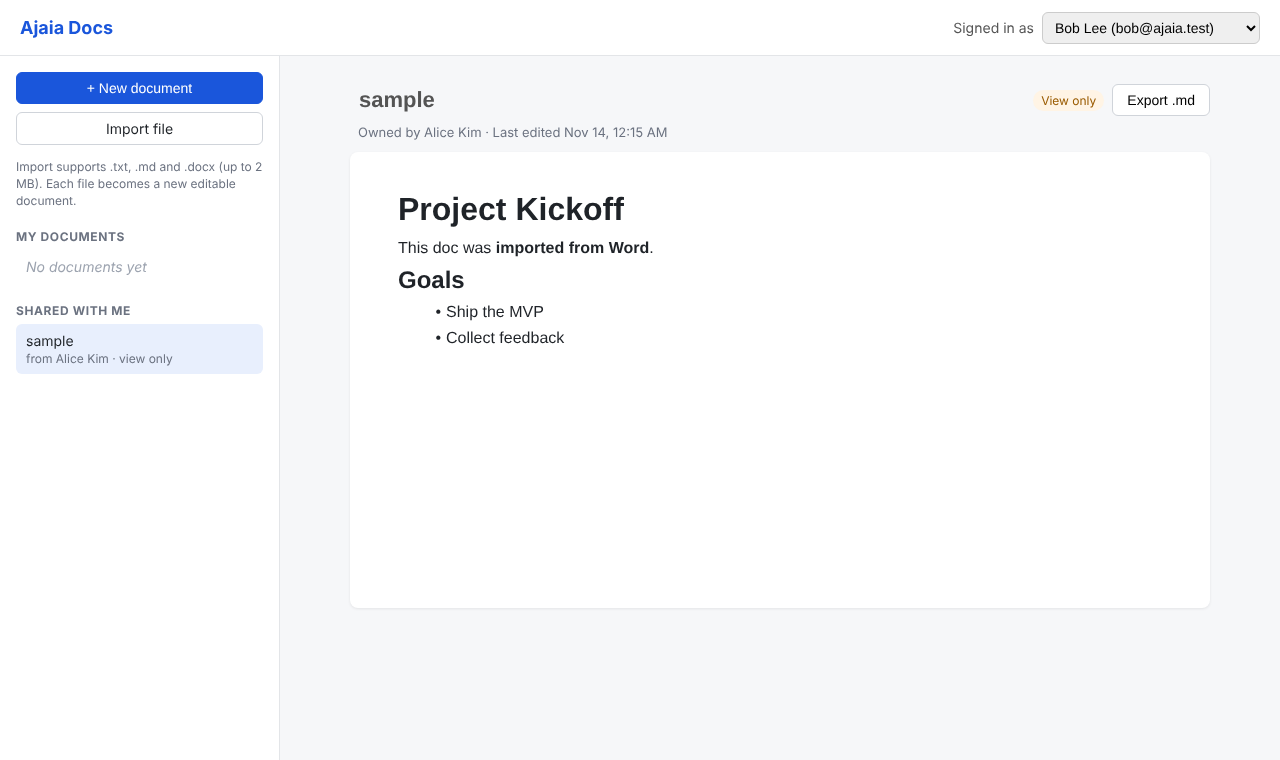 Ajaia Docs
Signed in as Bob Lee (bob@ajaia.test)
+ New document
Import file
Import supports .txt, .md and .docx (up to 2
MB). Each file becomes a new editable
document.
MY DOCUMENTS
No documents yet
SHARED WITH ME
sample
from Alice Kim · view only
sample
View only
Export .md
Owned by Alice Kim · Last edited Nov 14, 12:15 AM
Project Kickoff
This doc was imported from Word.
Goals
• Ship the MVP
• Collect feedback